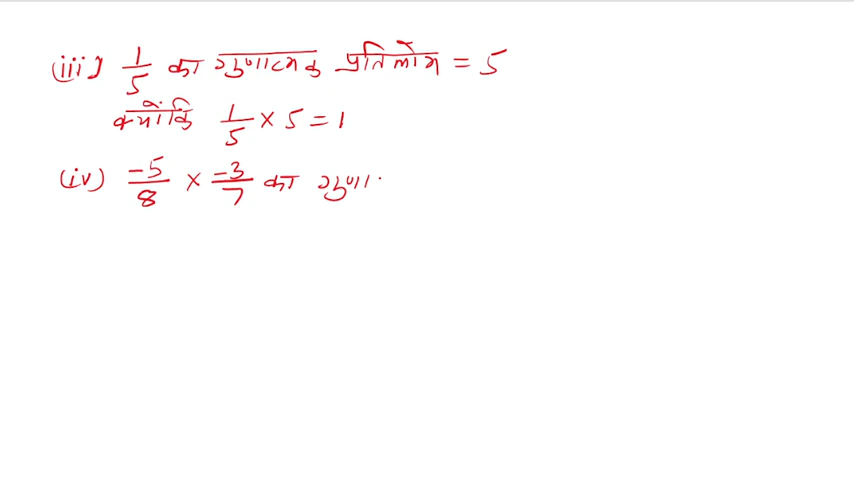 (iii) 1/5 का गुणात्मक प्रतिलोम = 5
क्योंकि 1/5 × 5 = 1
(iv) -5/8 × -3/7 का गुणा